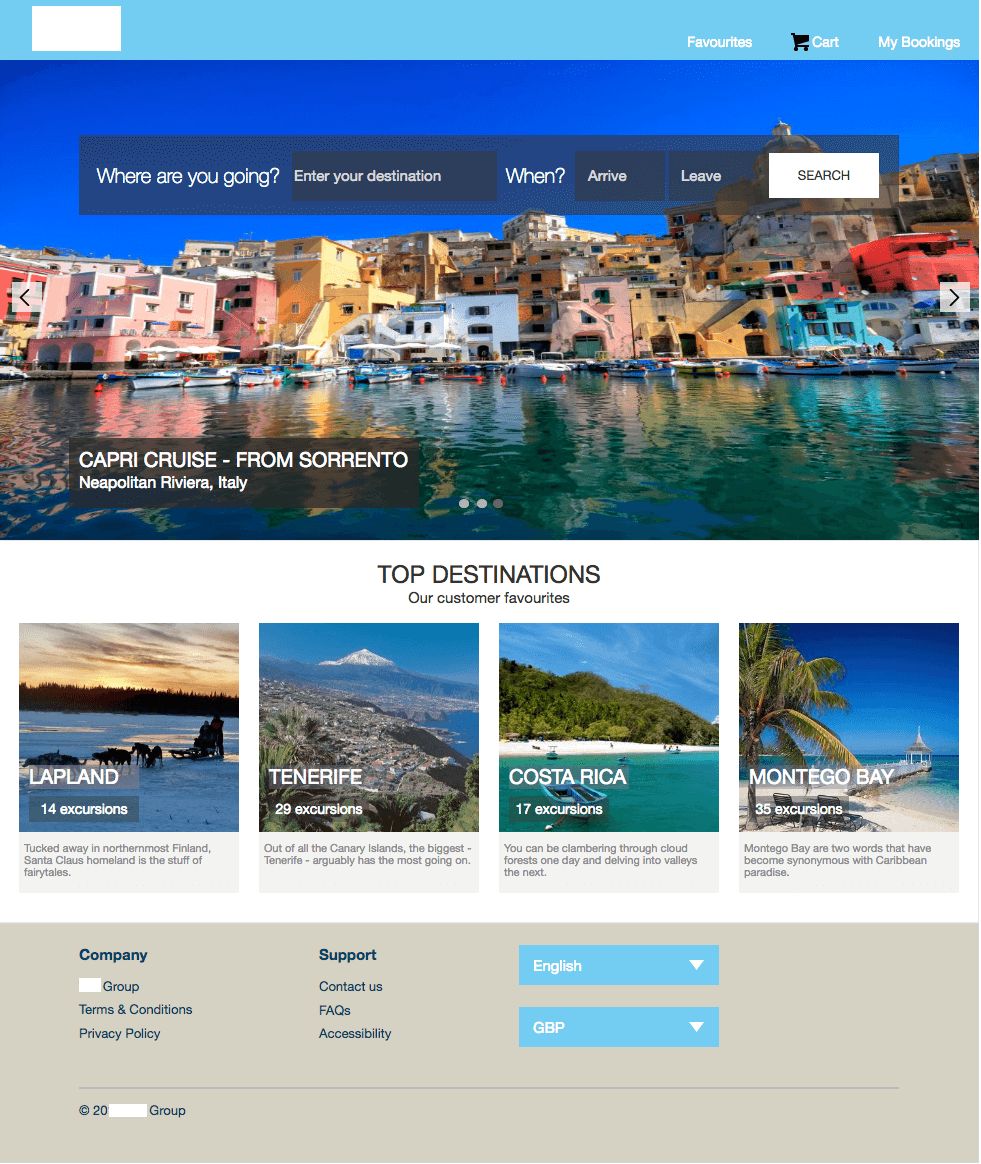 Favourites
Cart
My Bookings
Where are you going?
Enter your destination
When?
Arrive
Leave
SEARCH
CAPRI CRUISE - FROM SORRENTO
Neapolitan Riviera, Italy
TOP DESTINATIONS
Our customer favourites
LAPLAND
14 excursions
Tucked away in northernmost Finland,
Santa Claus homeland is the stuff of
fairytales.
TENERIFE
29 excursions
Out of all the Canary Islands, the biggest -
Tenerife - arguably has the most going on.
COSTA RICA
17 excursions
You can be clambering through cloud
forests one day and delving into valleys
the next.
MONTEGO BAY
35 excursions
Montego Bay are two words that have
become synonymous with Caribbean
paradise.
Company
Group
Terms & Conditions
Privacy Policy
Support
Contact us
FAQs
Accessibility
English
GBP
© 20 Group